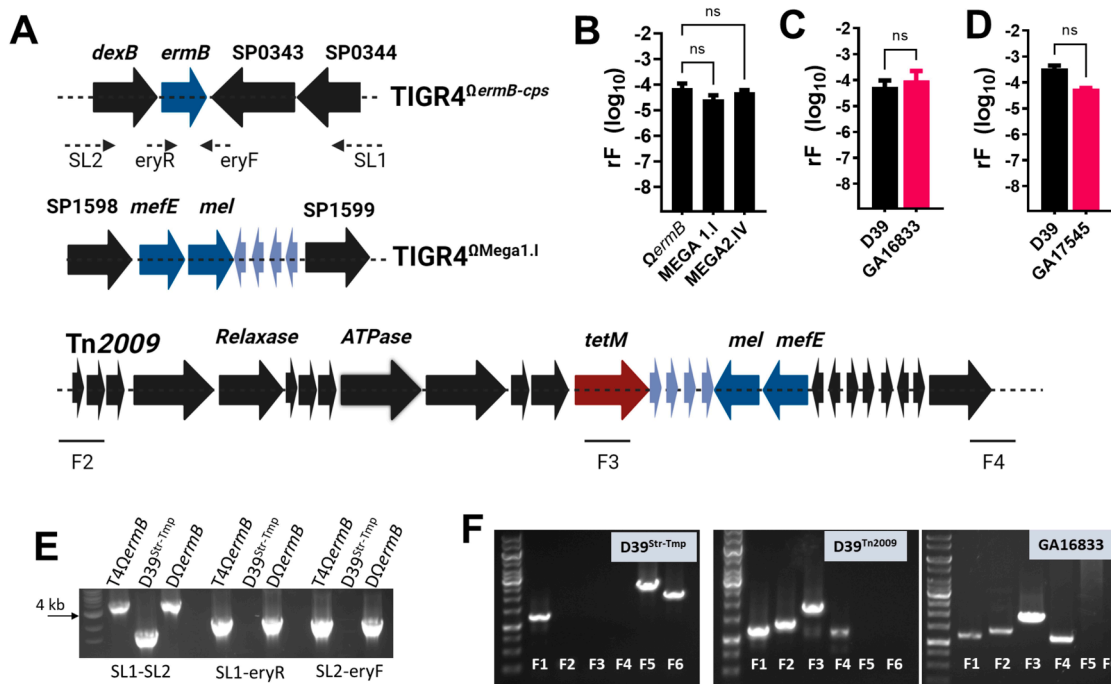 A
dexB ermB SP0343 SP0344
TIGR4ΩermB-cps
SL2 eryR eryF SL1
SP1598 mefE mel SP1599
TIGR4ΩMega1.I
Tn2009 Relaxase ATPase tetM mel mefE
F2 F3 F4
B
ns
ns
rF (log10)
-2
-3
-4
-5
-6
-7
-8
ΩermB MEGA 1.I MEGA2.IV
C
ns
rF (log10)
-2
-3
-4
-5
-6
-7
-8
D39 GA16833
D
ns
rF (log10)
-2
-3
-4
-5
-6
-7
-8
D39 GA17545
E
T4ΩermB D39Str-Tmp DΩermB T4ΩermB D39Str-Tmp DΩermB T4ΩermB D39Str-Tmp DΩermB
4 kb
SL1-SL2 SL1-eryR SL2-eryF
F
D39Str-Tmp
F1 F2 F3 F4 F5 F6
D39Tn2009
F1 F2 F3 F4 F5 F6
GA16833
F1 F2 F3 F4 F5